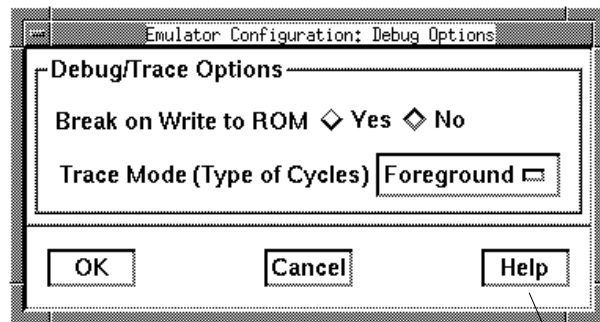 Emulator Configuration: Debug Options
Debug/Trace Options
Break on Write to ROM Yes No
Trace Mode (Type of Cycles) Foreground
OK Cancel Help